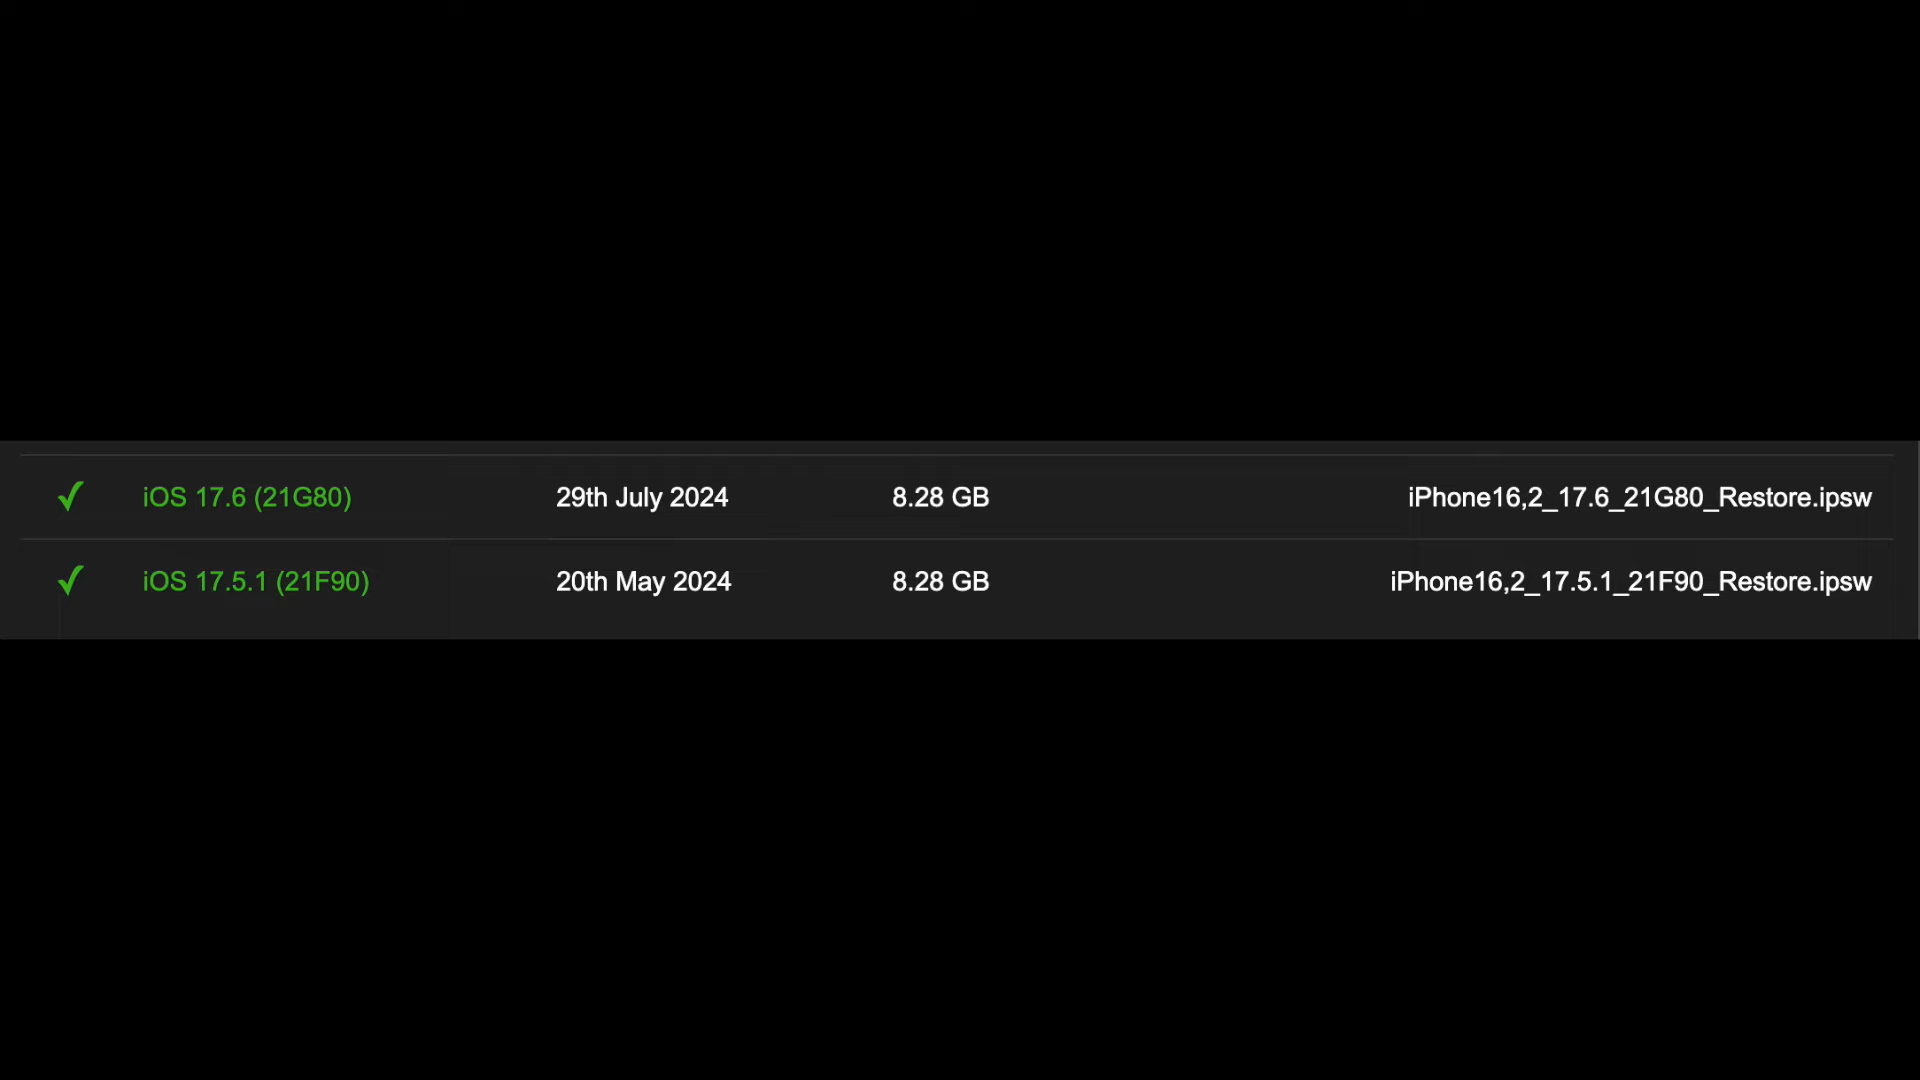 ✓ iOS 17.6 (21G80) 29th July 2024 8.28 GB iPhone16,2_17.6_21G80_Restore.ipsw
✓ iOS 17.5.1 (21F90) 20th May 2024 8.28 GB iPhone16,2_17.5.1_21F90_Restore.ipsw